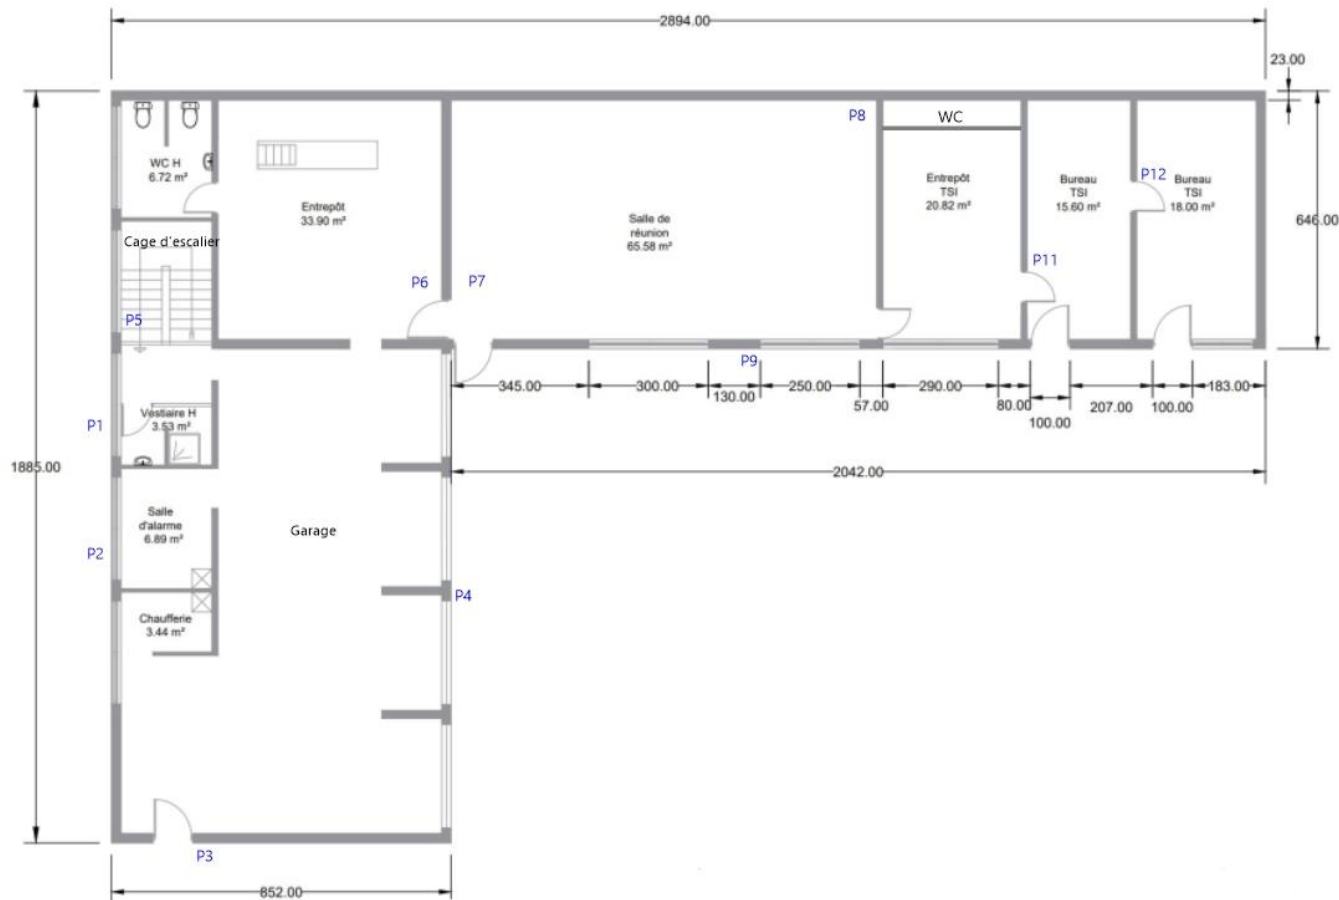 2894.00
23.00
P8
WC
WC H
6.72 m²
Entrepôt
33.90 m²
Salle de
réunion
65.58 m²
Entrepôt
TSI
20.82 m²
Bureau
TSI
15.60 m²
P12
Bureau
TSI
18.00 m²
646.00
Cage d'escalier
P6
P7
P11
P5
P9
345.00
300.00
130.00
250.00
57.00
290.00
80.00
100.00
207.00
100.00
183.00
P1
Vestiaire H
3.53 m²
1885.00
2042.00
Salle
d'alarme
6.89 m²
Garage
P2
P4
Chaufferie
3.44 m²
P3
852.00